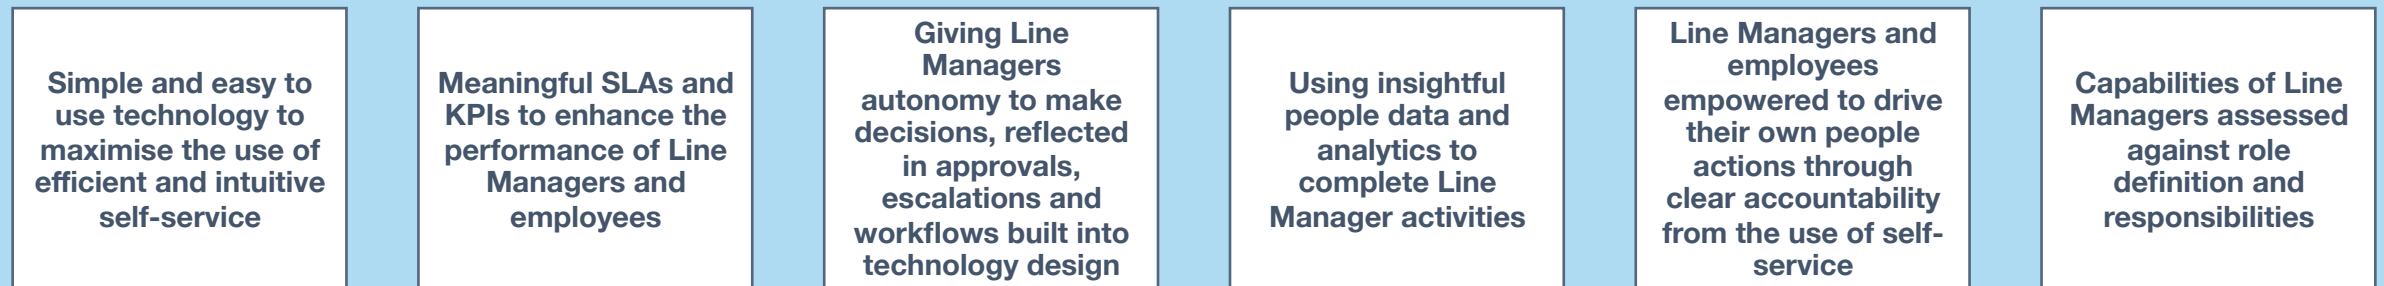 Simple and easy to
use technology to
maximise the use of
efficient and intuitive
self-service
Meaningful SLAs and
KPIs to enhance the
performance of Line
Managers and
employees
Giving Line
Managers
autonomy to make
decisions, reflected
in approvals,
escalations and
workflows built into
technology design
Using insightful
people data and
analytics to
complete Line
Manager activities
Line Managers and
employees
empowered to drive
their own people
actions through
clear accountability
from the use of self-
service
Capabilities of Line
Managers assessed
against role
definition and
responsibilities